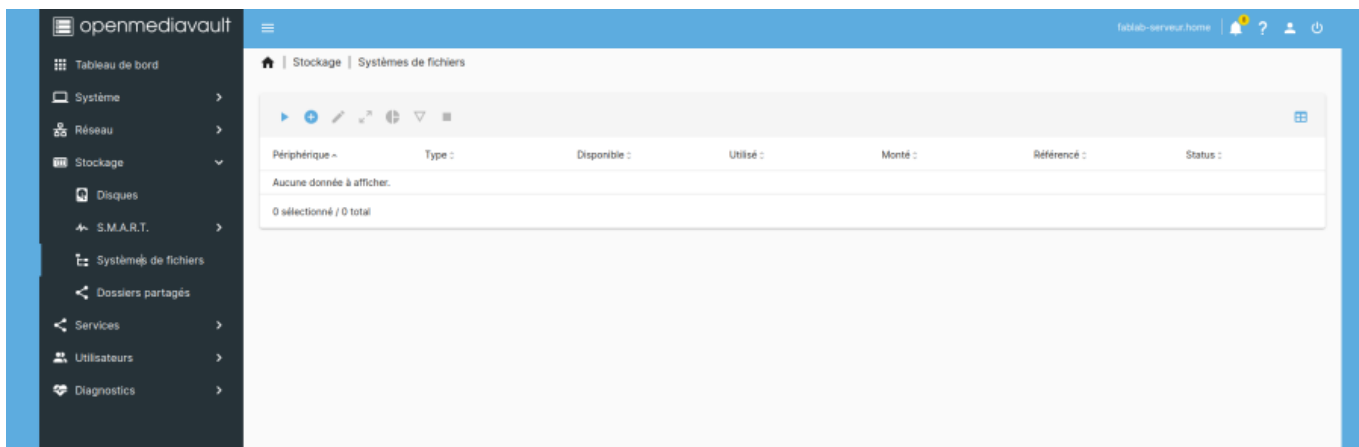 openmediavault
fablab-serveur.home
Tableau de bord
Stockage | Systèmes de fichiers
Système
Réseau
Stockage
Périphérique Type Disponible Utilisé Monté Référencé Status
Aucune donnée à afficher.
Disques
0 sélectionné / 0 total
S.M.A.R.T.
Systèmes de fichiers
Dossiers partagés
Services
Utilisateurs
Diagnostics